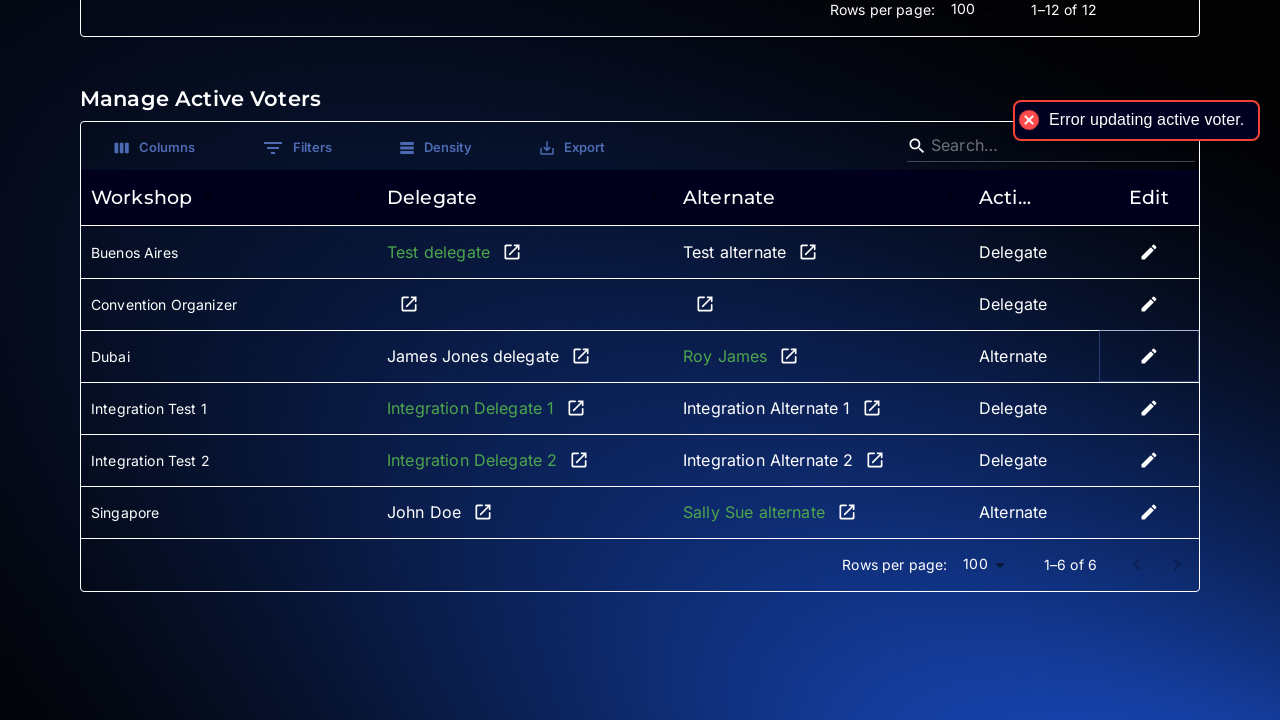 Rows per page: 100 1–12 of 12
Manage Active Voters
Error updating active voter.
Columns Filters Density Export Search…
Workshop Delegate Alternate Acti... Edit
Buenos Aires Test delegate Test alternate Delegate
Convention Organizer Delegate
Dubai James Jones delegate Roy James Alternate
Integration Test 1 Integration Delegate 1 Integration Alternate 1 Delegate
Integration Test 2 Integration Delegate 2 Integration Alternate 2 Delegate
Singapore John Doe Sally Sue alternate Alternate
Rows per page: 100 1–6 of 6